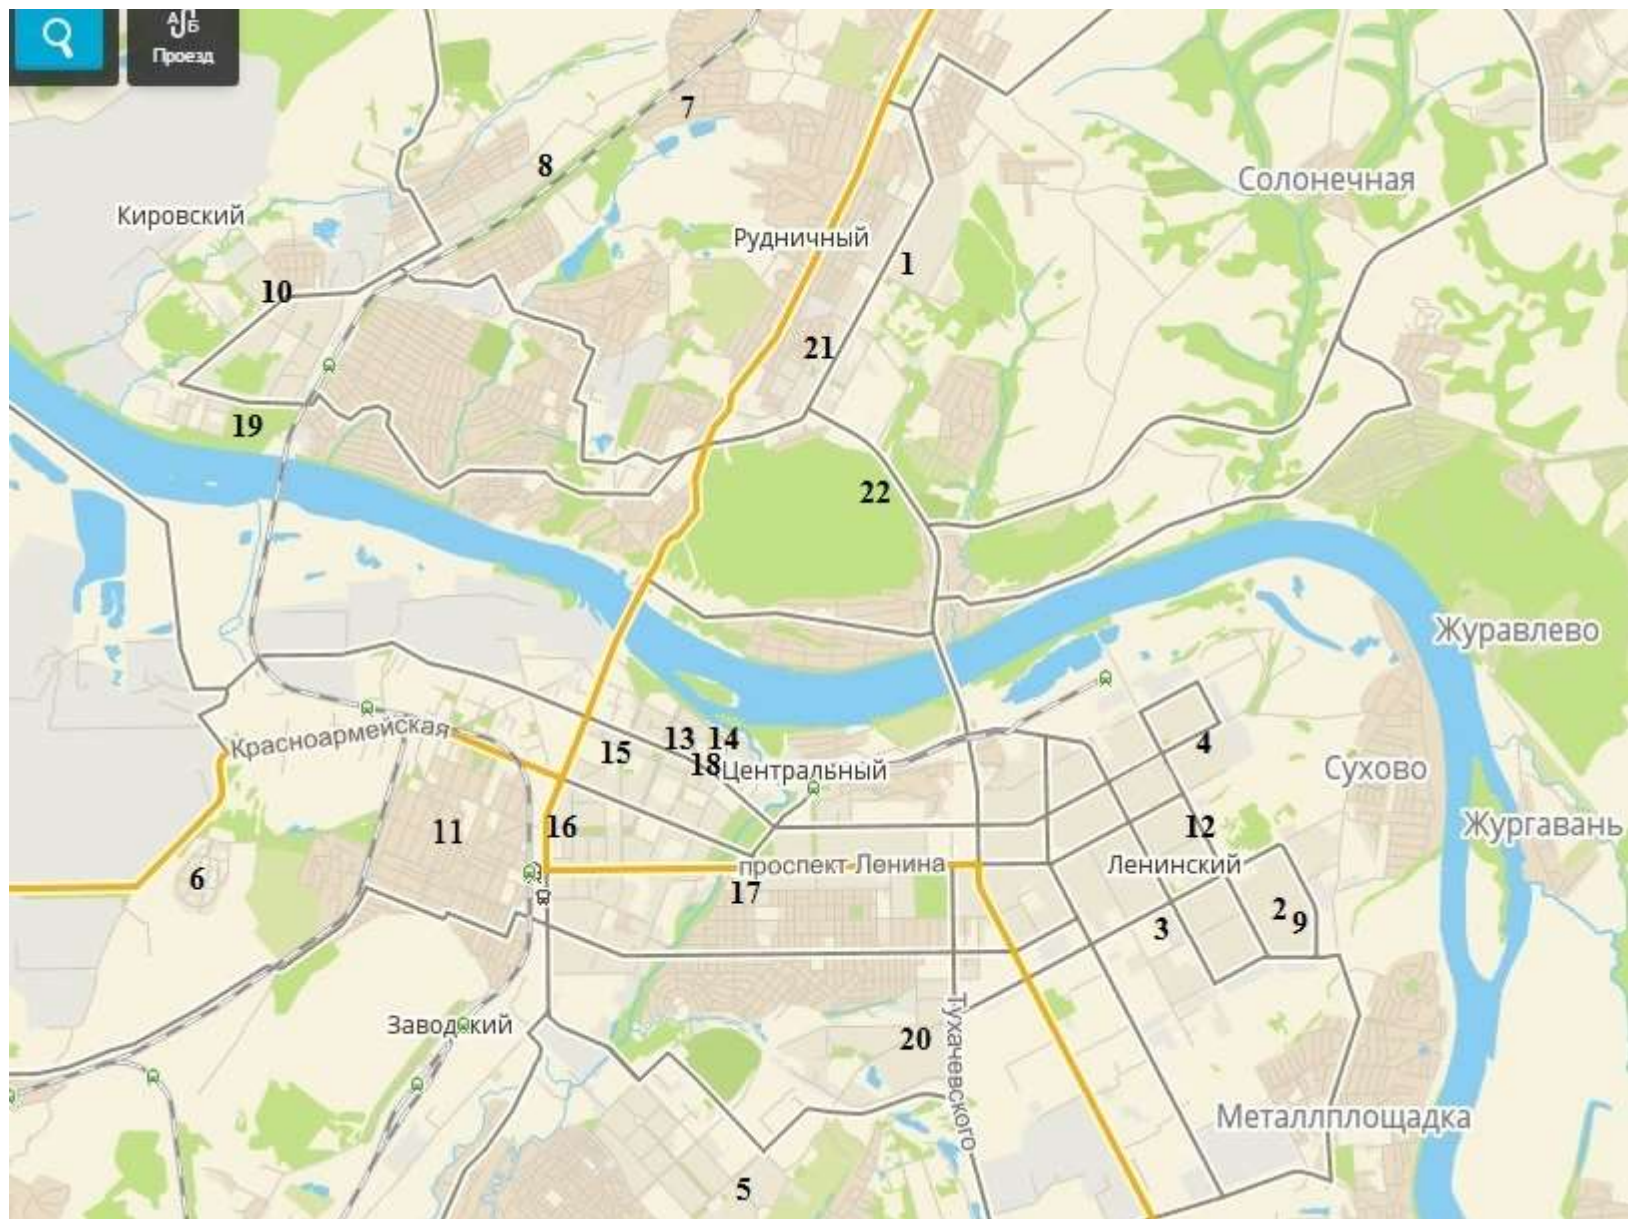 А Б
Проезд
7
8
Солонечная
Кировский
Рудничный
1
10
21
19
22
Журавлево
Красноармейская
13
14
15
18
Центральный
4
Сухово
16
11
12
Жургавань
проспект Ленина
Ленинский
6
17
2
9
3
Заводский
20
Тухачевского
Металлплощадка
5